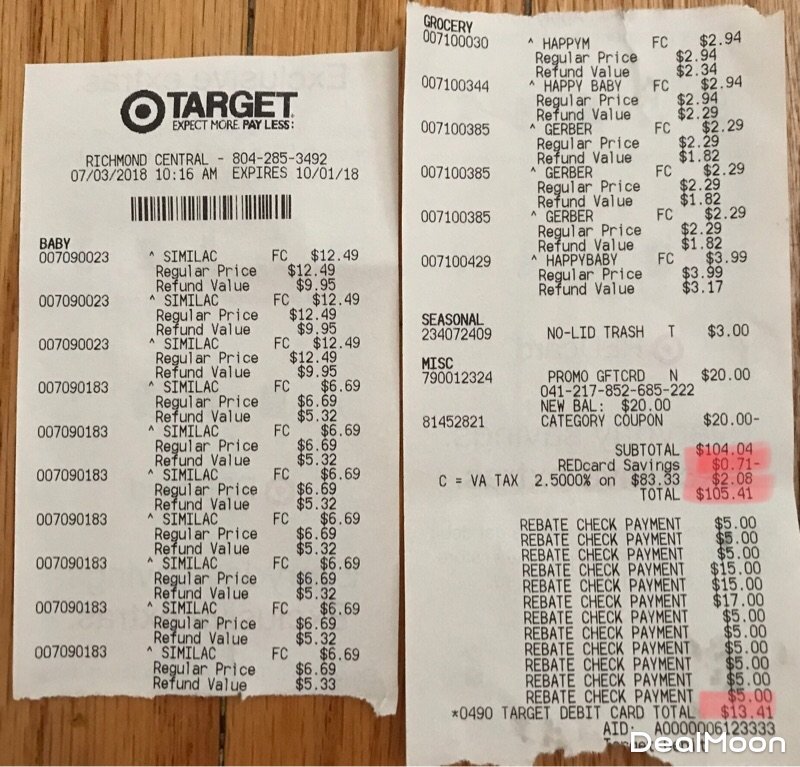 TARGET
EXPECT MORE. PAY LESS.
RICHMOND CENTRAL - 804-285-3492
07/03/2018 10:16 AM EXPIRES 10/01/18
BABY
007090023 ^ SIMILAC FC $12.49
Regular Price $12.49
Refund Value $9.95
007090023 ^ SIMILAC FC $12.49
Regular Price $12.49
Refund Value $9.95
007090023 ^ SIMILAC FC $12.49
Regular Price $12.49
Refund Value $9.95
007090183 ^ SIMILAC FC $6.69
Regular Price $6.69
Refund Value $5.32
007090183 ^ SIMILAC FC $6.69
Regular Price $6.69
Refund Value $5.32
007090183 ^ SIMILAC FC $6.69
Regular Price $6.69
Refund Value $5.32
007090183 ^ SIMILAC FC $6.69
Regular Price $6.69
Refund Value $5.32
007090183 ^ SIMILAC FC $6.69
Regular Price $6.69
Refund Value $5.32
007090183 ^ SIMILAC FC $6.69
Regular Price $6.69
Refund Value $5.32
007090183 ^ SIMILAC FC $6.69
Regular Price $6.69
Refund Value $5.33
GROCERY
007100030 ^ HAPPYM FC $2.94
Regular Price $2.94
Refund Value $2.34
007100344 ^ HAPPY BABY FC $2.94
Regular Price $2.94
Refund Value $2.29
007100385 ^ GERBER FC $2.29
Regular Price $2.29
Refund Value $1.82
007100385 ^ GERBER FC $2.29
Regular Price $2.29
Refund Value $1.82
007100385 ^ GERBER FC $2.29
Regular Price $2.29
Refund Value $1.82
007100429 ^ HAPPYBABY FC $3.99
Regular Price $3.99
Refund Value $3.17
SEASONAL
234072409 NO-LID TRASH T $3.00
MISC
790012324 PROMO GFTCRD N $20.00
041-217-852-685-222
NEW BAL: $20.00
81452821 CATEGORY COUPON $20.00-
SUBTOTAL $104.04
REDcard Savings $0.71-
C = VA TAX 2.5000% on $83.33 $2.08
TOTAL $105.41
REBATE CHECK PAYMENT $5.00
REBATE CHECK PAYMENT $5.00
REBATE CHECK PAYMENT $5.00
REBATE CHECK PAYMENT $15.00
REBATE CHECK PAYMENT $15.00
REBATE CHECK PAYMENT $17.00
REBATE CHECK PAYMENT $5.00
REBATE CHECK PAYMENT $5.00
REBATE CHECK PAYMENT $5.00
REBATE CHECK PAYMENT $5.00
REBATE CHECK PAYMENT $5.00
REBATE CHECK PAYMENT $5.00
*0490 TARGET DEBIT CARD TOTAL $13.41
AID: A0000006123333
DealMoon